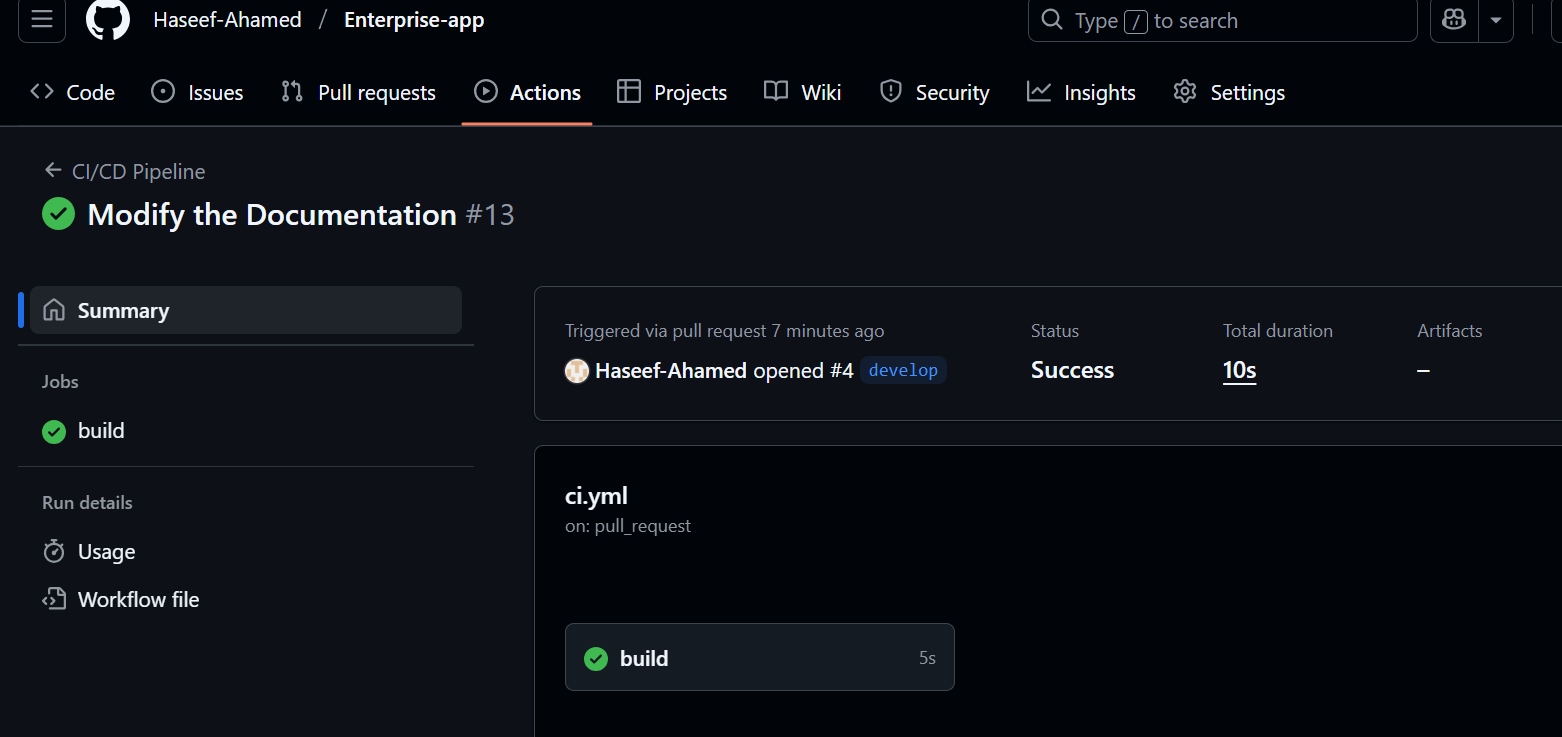 Haseef-Ahamed / Enterprise-app
Type / to search
Code Issues Pull requests Actions Projects Wiki Security Insights Settings
CI/CD Pipeline
Modify the Documentation #13
Summary
Jobs
build
Run details
Usage
Workflow file
Triggered via pull request 7 minutes ago
Haseef-Ahamed opened #4 develop
Status
Success
Total duration
10s
Artifacts
–
ci.yml
on: pull_request
build 5s